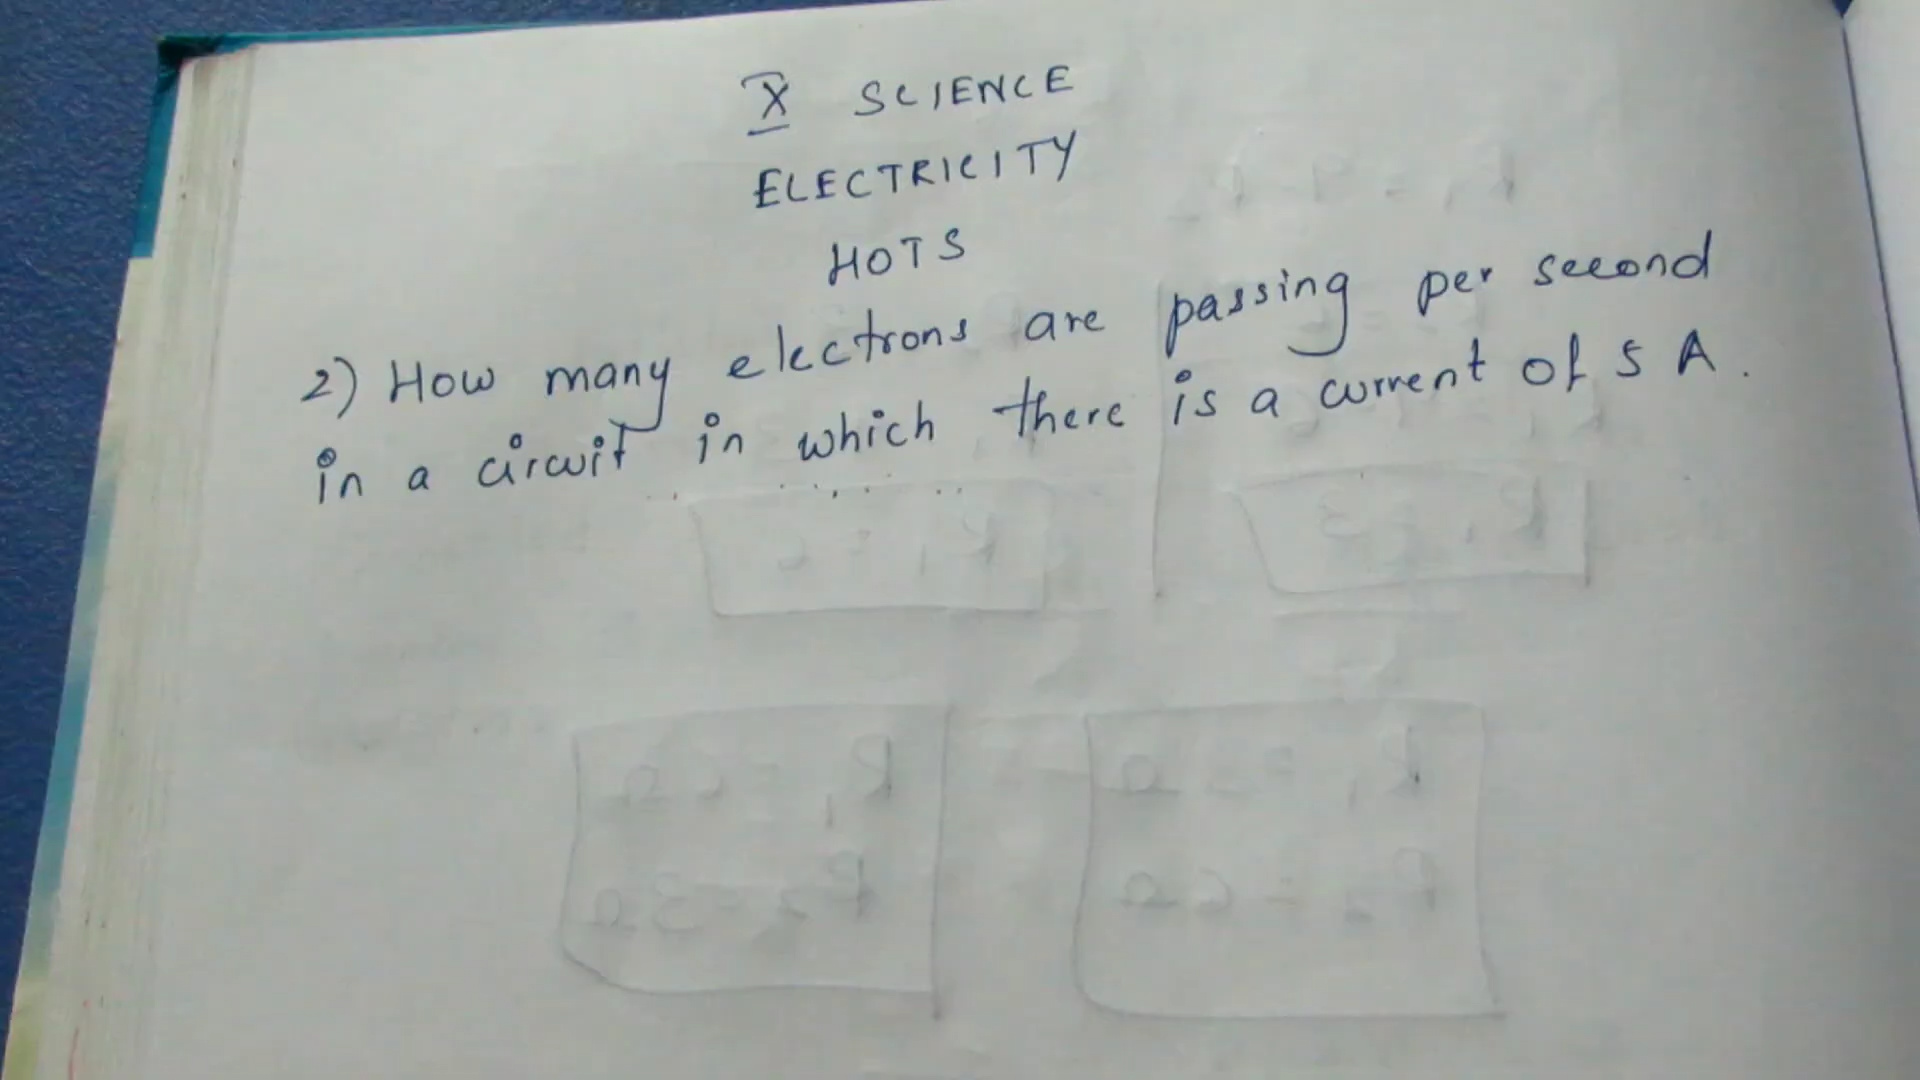 X SCIENCE
ELECTRICITY
HOTS
2) How many electrons are passing per second
in a circuit in which there is a current of 5 A.